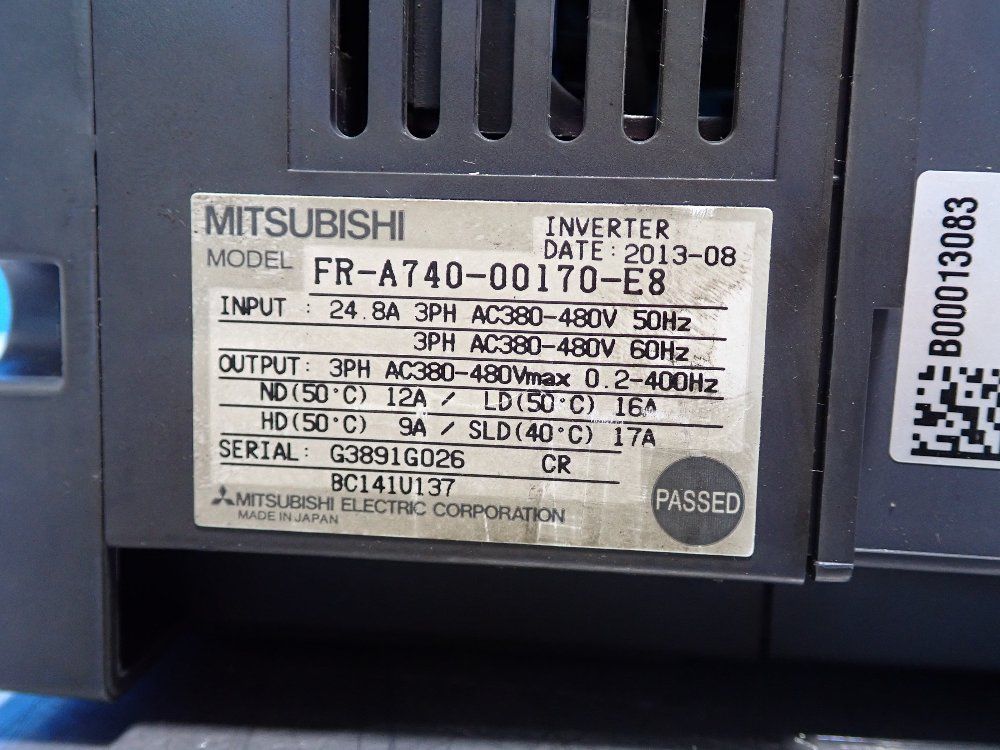 MITSUBISHI
INVERTER
DATE: 2013-08
MODEL FR-A740-00170-E8
INPUT : 24.8A 3PH AC380-480V 50Hz
3PH AC380-480V 60Hz
OUTPUT: 3PH AC380-480Vmax 0.2-400Hz
ND(50°C) 12A / LD(50°C) 16A
HD(50°C) 9A / SLD(40°C) 17A
SERIAL: G3891G026 CR
BC141U137
MITSUBISHI ELECTRIC CORPORATION
MADE IN JAPAN
PASSED
B00013083